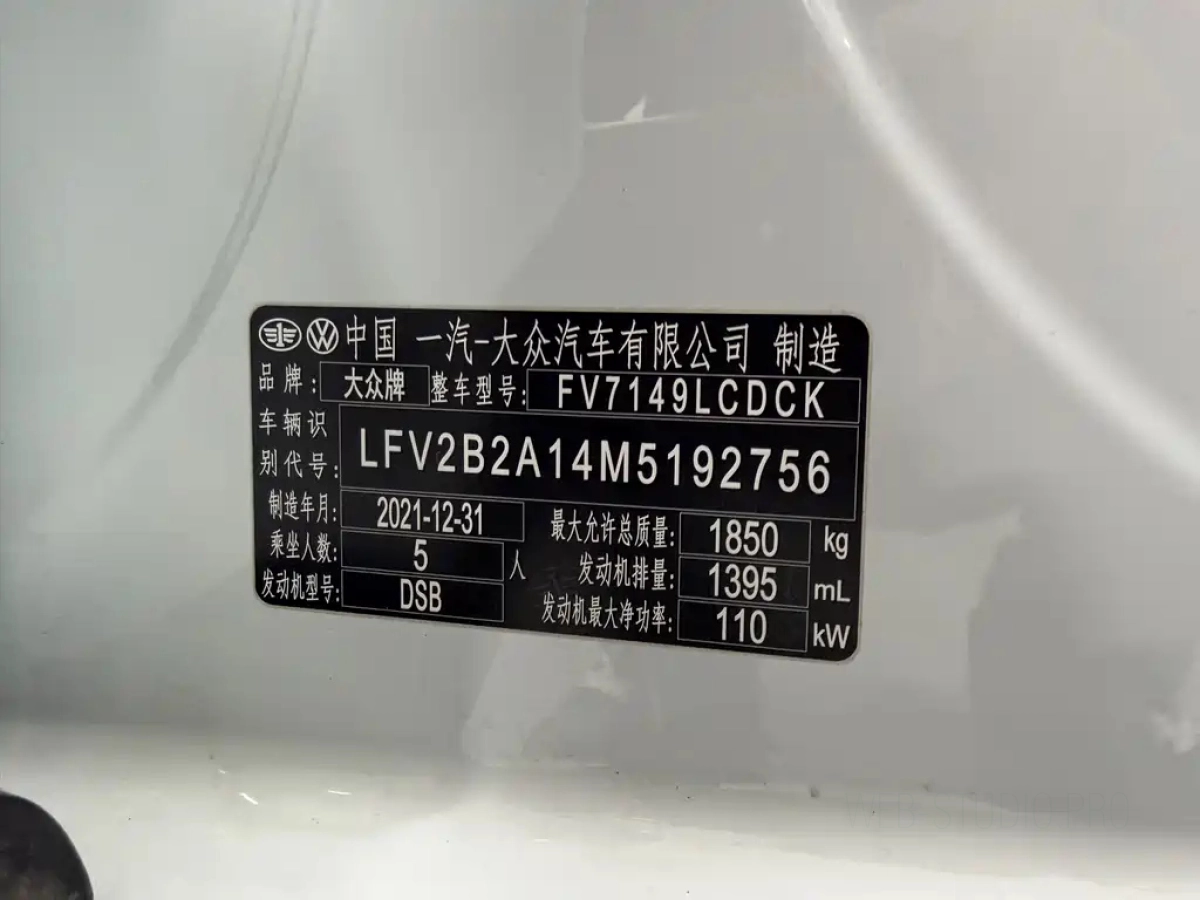 中国 一汽-大众汽车有限公司 制造
品牌: 大众牌 整车型号: FV7149LCDCK
车辆识
别代号: LFV2B2A14M5192756
制造年月: 2021-12-31 最大允许总质量: 1850 kg
乘坐人数: 5 人 发动机排量: 1395 mL
发动机型号: DSB 发动机最大净功率: 110 kW